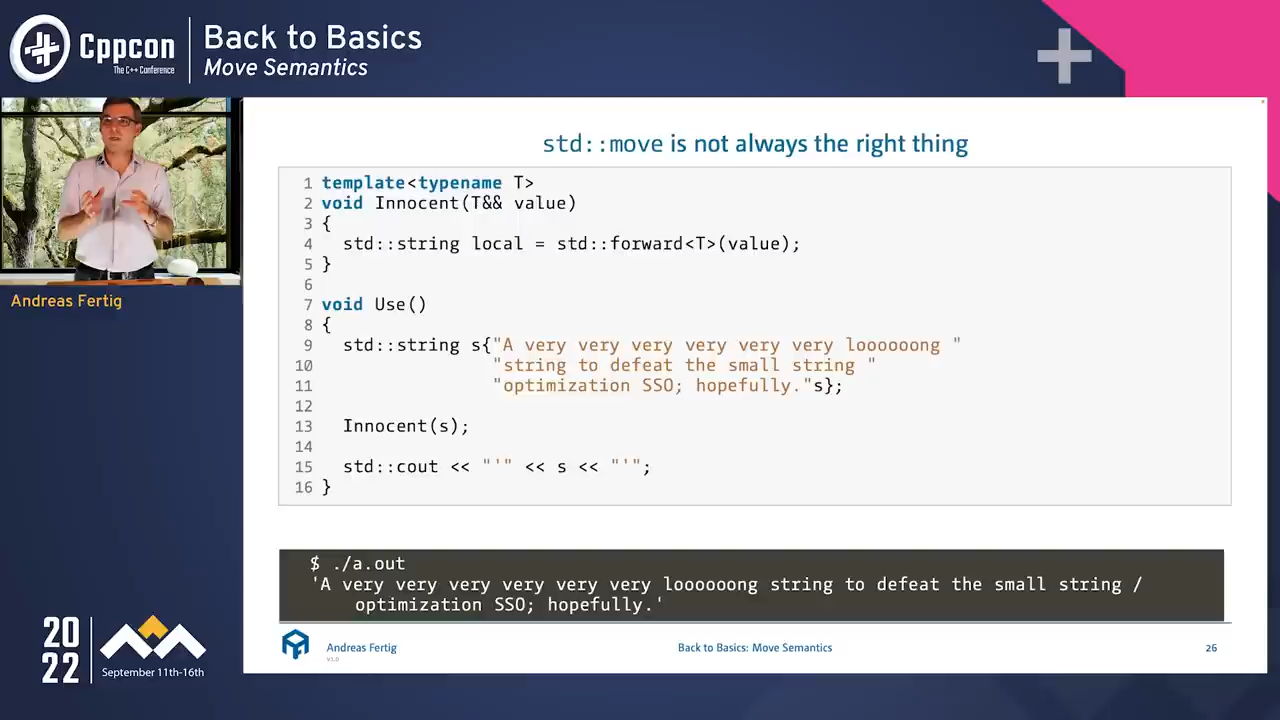 Cppcon
The C++ Conference
Back to Basics
Move Semantics
Andreas Fertig
std::move is not always the right thing
1 template<typename T>
2 void Innocent(T&& value)
3 {
4   std::string local = std::forward<T>(value);
5 }
6
7 void Use()
8 {
9   std::string s{"A very very very very very very loooooong "
10                 "string to defeat the small string "
11                 "optimization SSO; hopefully."s};
12
13   Innocent(s);
14
15   std::cout << "'" << s << "'";
16 }
$ ./a.out
'A very very very very very very loooooong string to defeat the small string /
optimization SSO; hopefully.'
Andreas Fertig
v1.0
Back to Basics: Move Semantics
26
2022
September 11th-16th